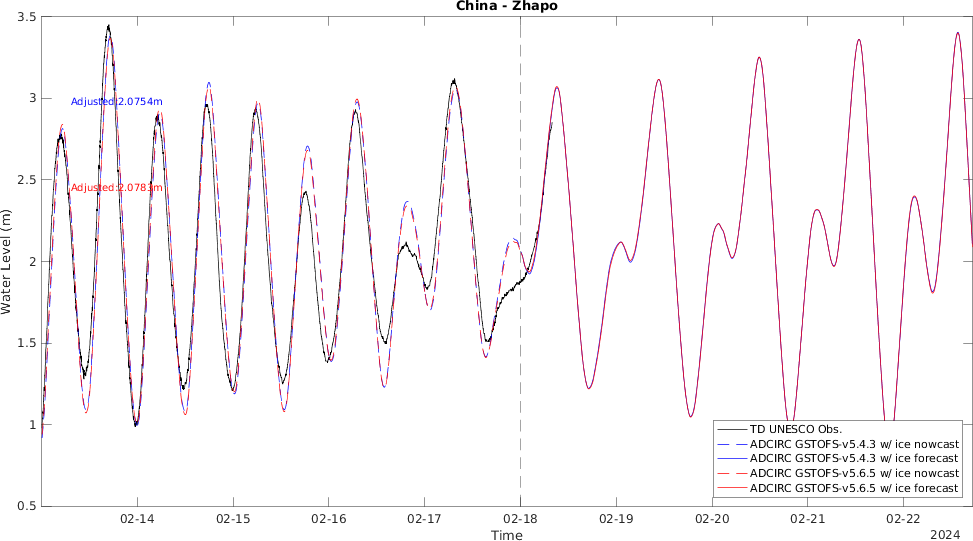 China - Zhapo
3.5
3
2.5
2
1.5
1
0.5
Water Level (m)
Adjusted:2.0754m
Adjusted:2.0783m
TD UNESCO Obs.
ADCIRC GSTOFS-v5.4.3 w/ ice nowcast
ADCIRC GSTOFS-v5.4.3 w/ ice forecast
ADCIRC GSTOFS-v5.6.5 w/ ice nowcast
ADCIRC GSTOFS-v5.6.5 w/ ice forecast
02-14 02-15 02-16 02-17 02-18 02-19 02-20 02-21 02-22
Time
2024